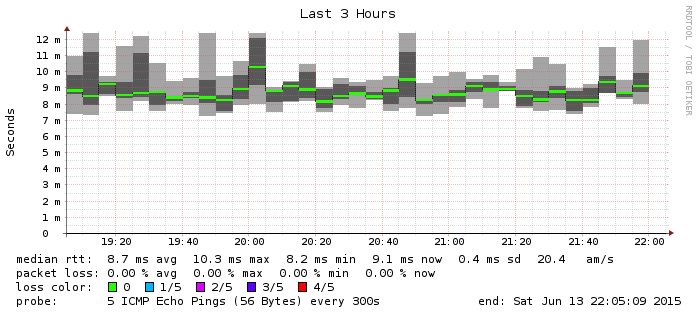 Last 3 Hours
RRDTOOL / TOBI OETIKER
Seconds
12 m
11 m
10 m
9 m
8 m
7 m
6 m
5 m
4 m
3 m
2 m
1 m
0
19:20 19:40 20:00 20:20 20:40 21:00 21:20 21:40 22:00
median rtt: 8.7 ms avg 10.3 ms max 8.2 ms min 9.1 ms now 0.4 ms sd 20.4 am/s
packet loss: 0.00 % avg 0.00 % max 0.00 % min 0.00 % now
loss color: 0 1/5 2/5 3/5 4/5
probe: 5 ICMP Echo Pings (56 Bytes) every 300s end: Sat Jun 13 22:05:09 2015